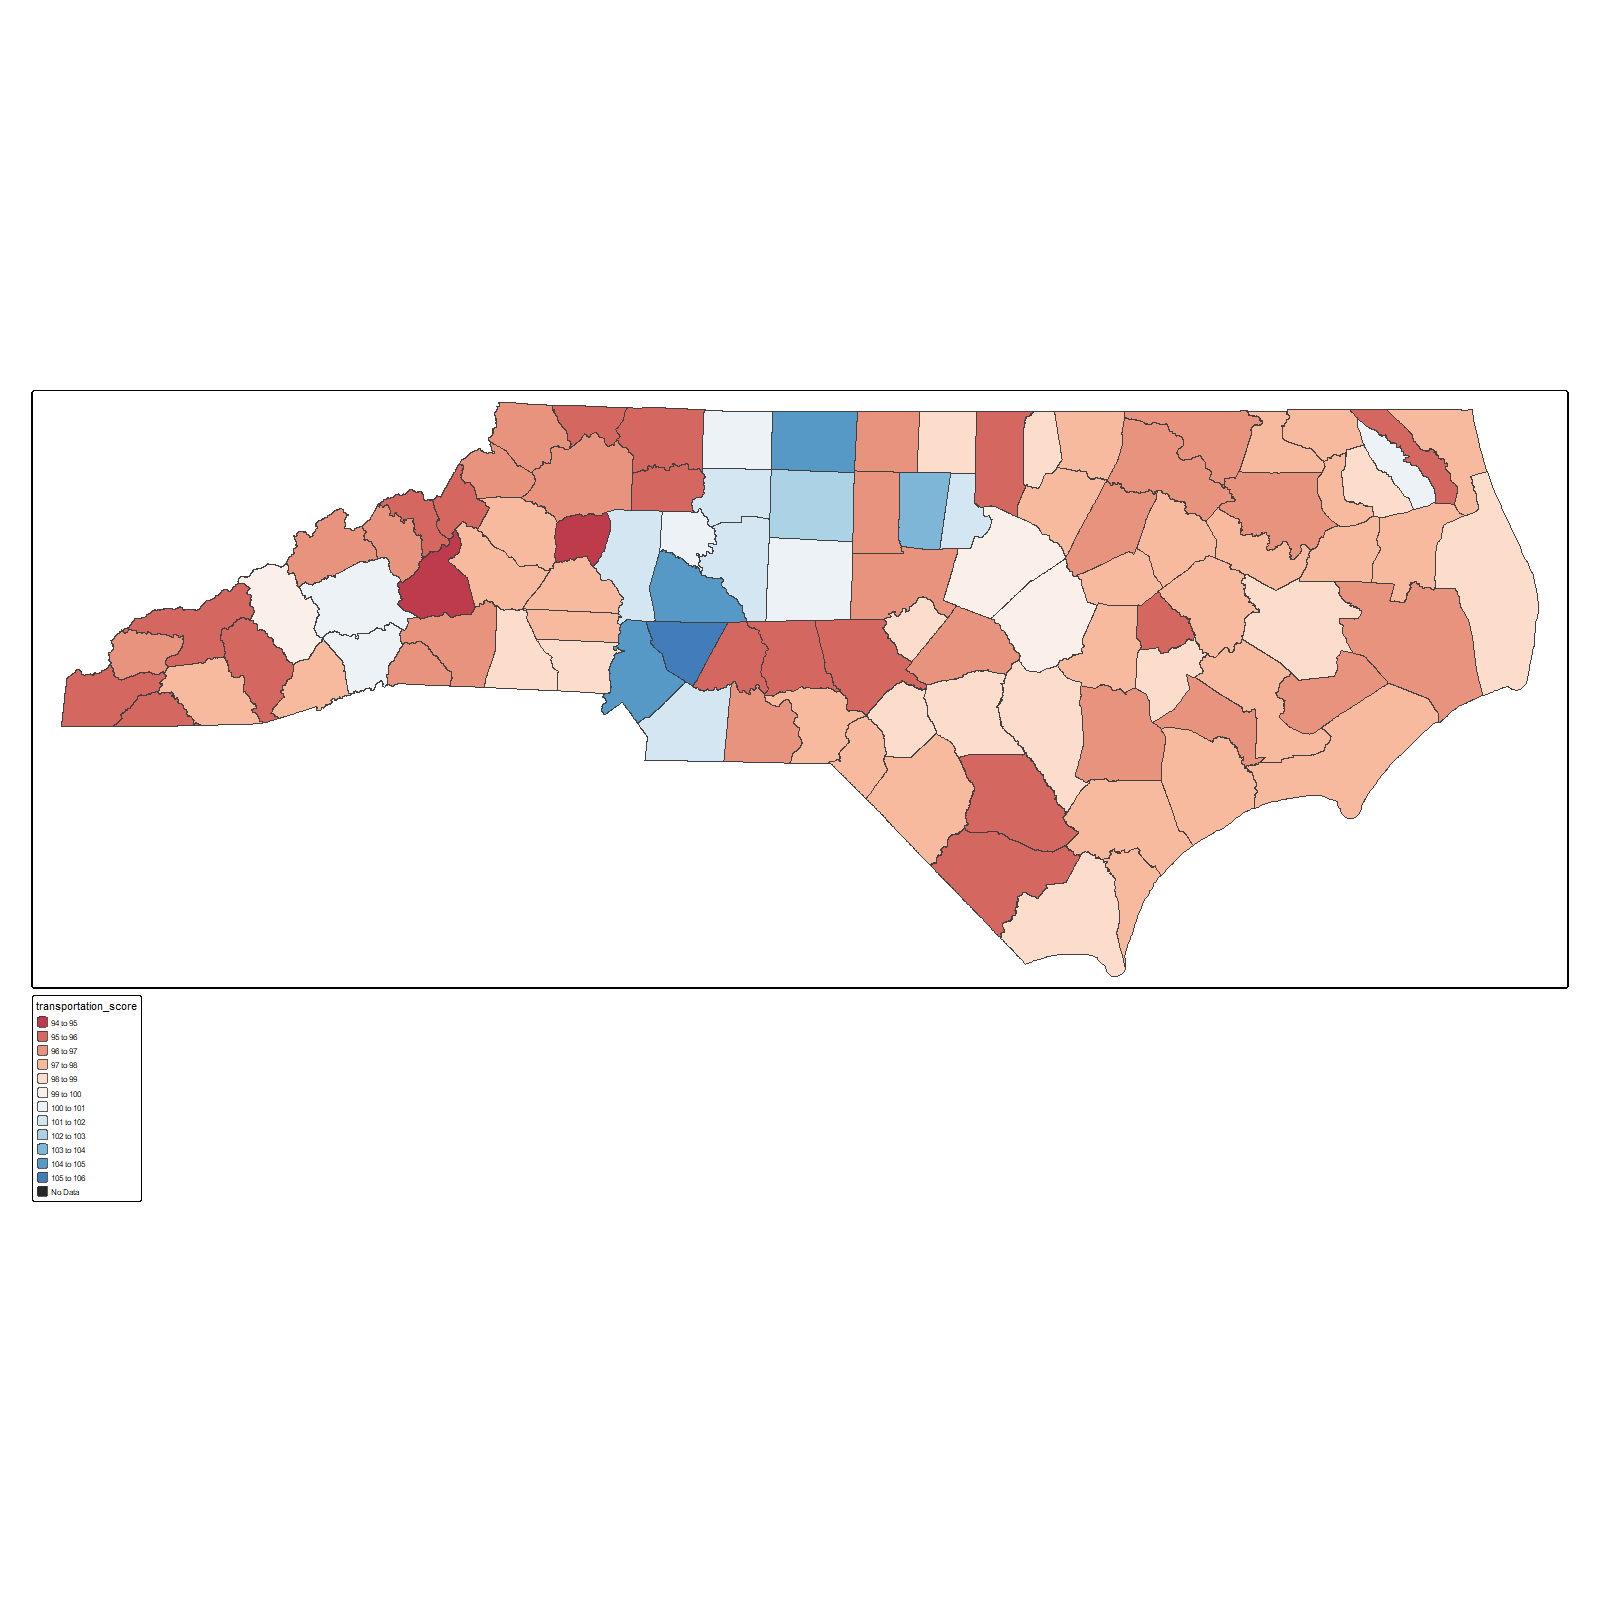 transportation_score
94 to 95
95 to 96
96 to 97
97 to 98
98 to 99
99 to 100
100 to 101
101 to 102
102 to 103
103 to 104
104 to 105
105 to 106
No Data